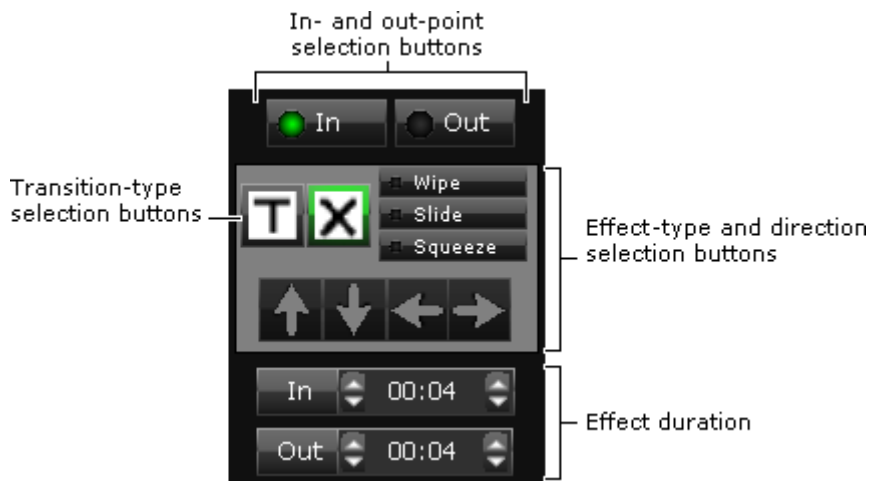 In- and out-point
selection buttons
In
Out
Transition-type
selection buttons
T
X
Wipe
Slide
Squeeze
Effect-type and direction
selection buttons
In
00:04
Out
00:04
Effect duration